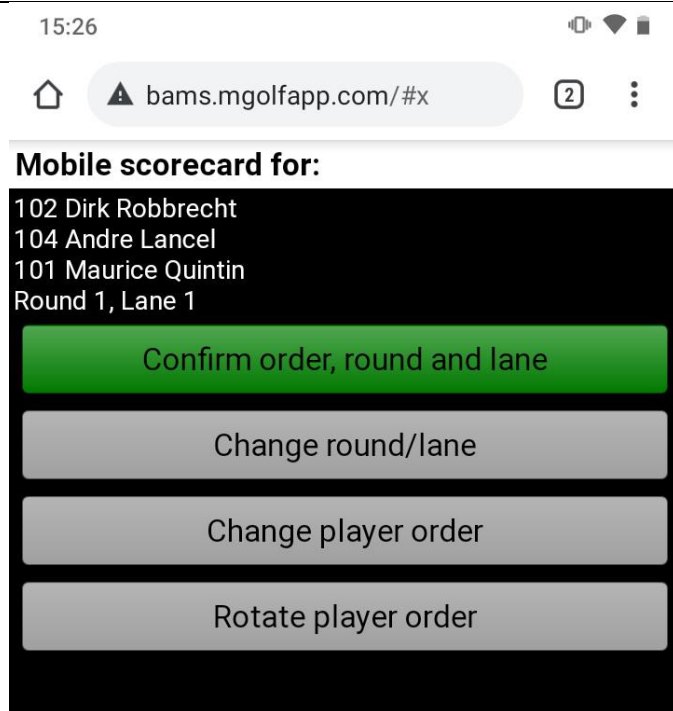 15:26
bams.mgolfapp.com/#x
2
Mobile scorecard for:
102 Dirk Robbrecht
104 Andre Lancel
101 Maurice Quintin
Round 1, Lane 1
Confirm order, round and lane
Change round/lane
Change player order
Rotate player order